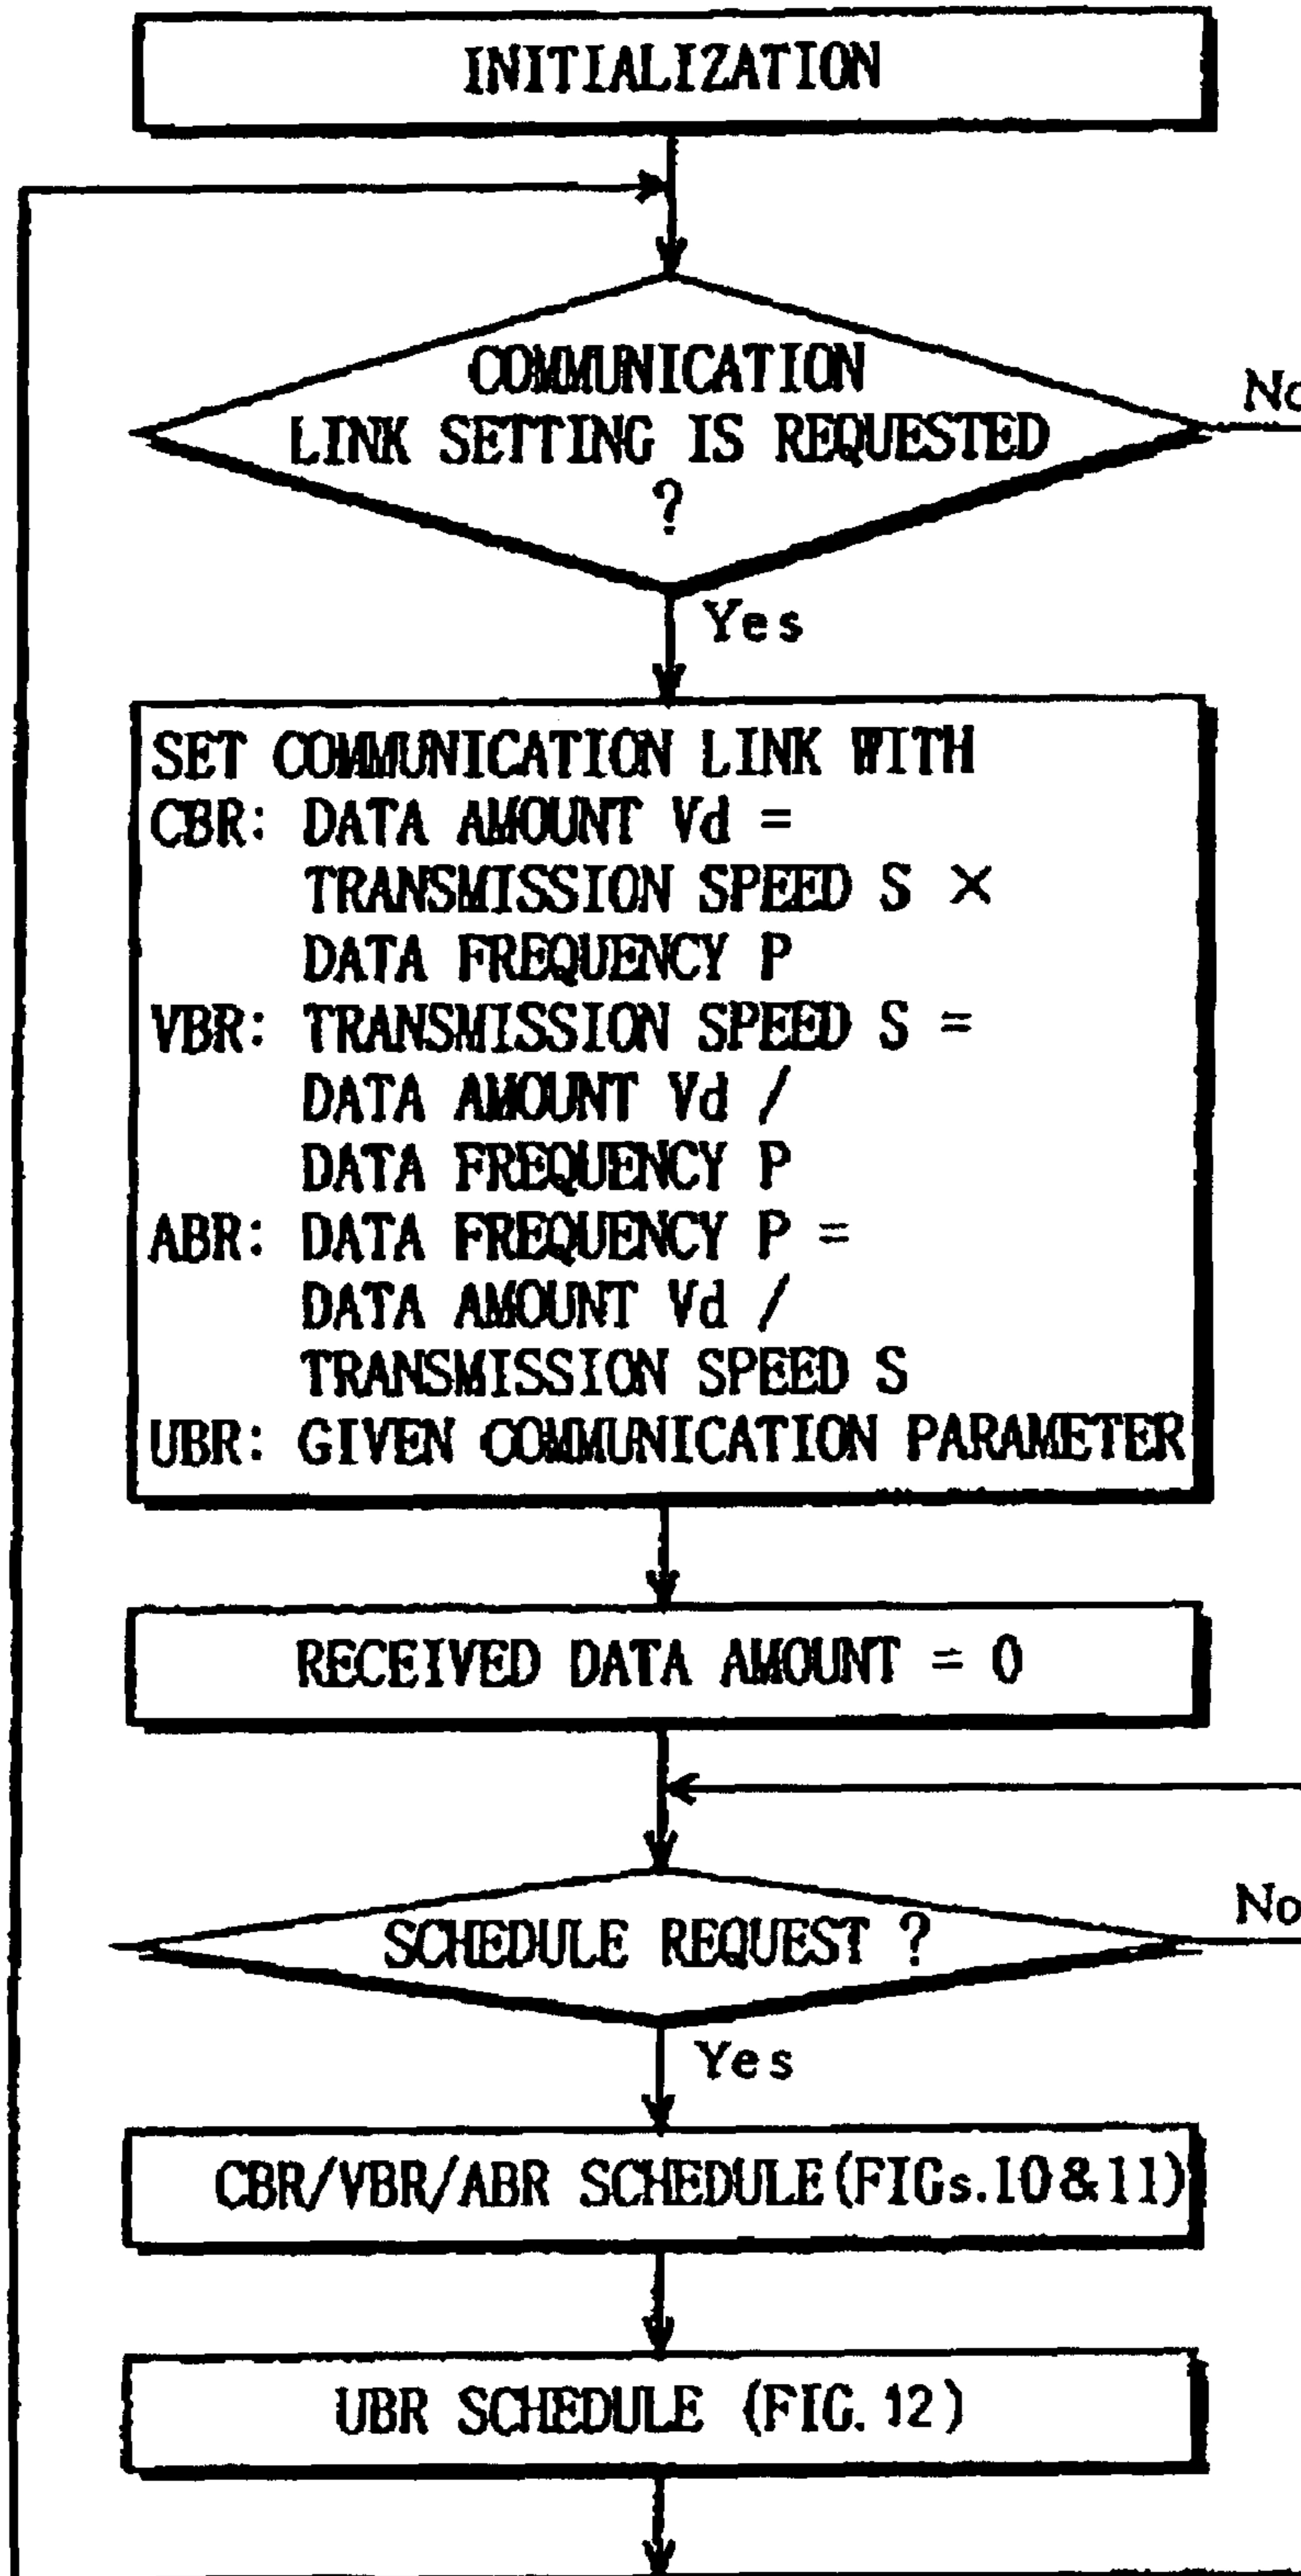 INITIALIZATION
COMMUNICATION
LINK SETTING IS REQUESTED
?
No
Yes
SET COMMUNICATION LINK WITH
CBR: DATA AMOUNT Vd =
TRANSMISSION SPEED S ×
DATA FREQUENCY P
VBR: TRANSMISSION SPEED S =
DATA AMOUNT Vd /
DATA FREQUENCY P
ABR: DATA FREQUENCY P =
DATA AMOUNT Vd /
TRANSMISSION SPEED S
UBR: GIVEN COMMUNICATION PARAMETER
RECEIVED DATA AMOUNT = 0
SCHEDULE REQUEST ?
No
Yes
CBR/VBR/ABR SCHEDULE(FIGs.10&11)
UBR SCHEDULE (FIG. 12)